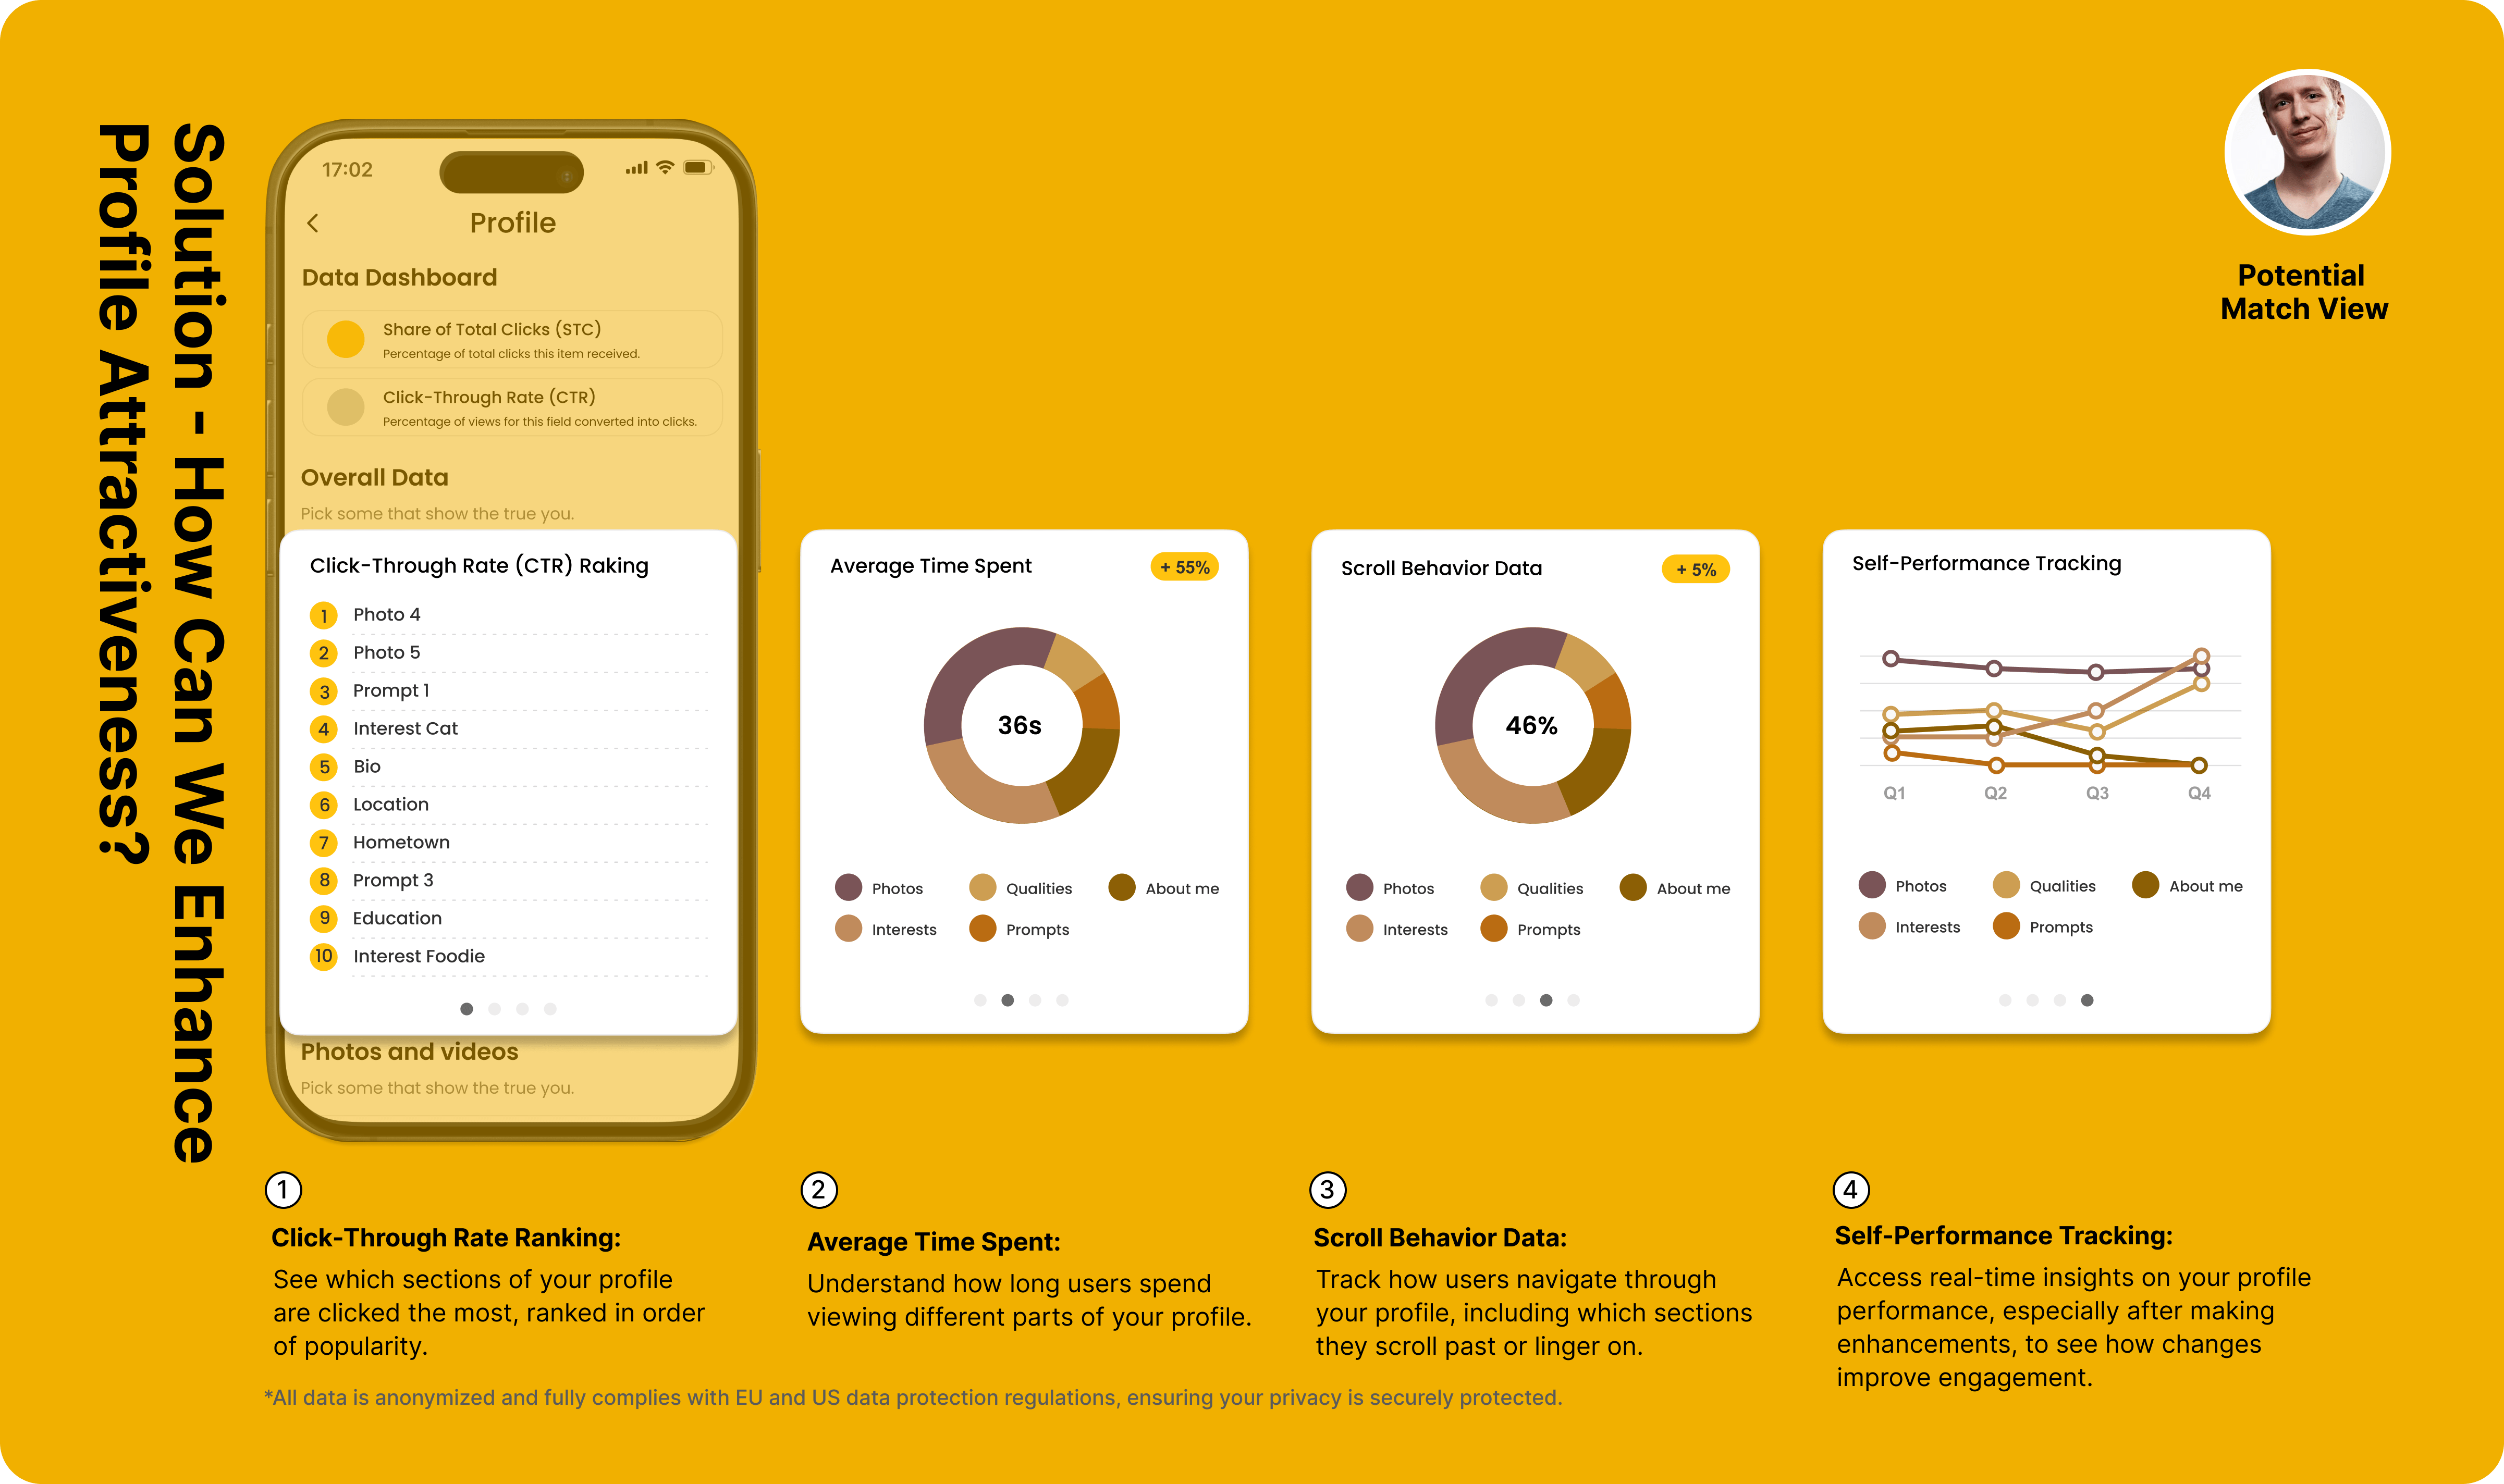 Solution - How Can We Enhance
Profile Attractiveness?
17:02
Profile
Data Dashboard
Share of Total Clicks (STC)
Percentage of total clicks this item received.
Click-Through Rate (CTR)
Percentage of views for this field converted into clicks.
Overall Data
Pick some that show the true you.
Click-Through Rate (CTR) Raking
1 Photo 4
2 Photo 5
3 Prompt 1
4 Interest Cat
5 Bio
6 Location
7 Hometown
8 Prompt 3
9 Education
10 Interest Foodie
Photos and videos
Pick some that show the true you.
Average Time Spent + 55%
36s
Photos Qualities About me
Interests Prompts
Scroll Behavior Data + 5%
46%
Photos Qualities About me
Interests Prompts
Self-Performance Tracking
Q1 Q2 Q3 Q4
Photos Qualities About me
Interests Prompts
Potential
Match View
1
Click-Through Rate Ranking:
See which sections of your profile
are clicked the most, ranked in order
of popularity.
2
Average Time Spent:
Understand how long users spend
viewing different parts of your profile.
3
Scroll Behavior Data:
Track how users navigate through
your profile, including which sections
they scroll past or linger on.
4
Self-Performance Tracking:
Access real-time insights on your profile
performance, especially after making
enhancements, to see how changes
improve engagement.
*All data is anonymized and fully complies with EU and US data protection regulations, ensuring your privacy is securely protected.